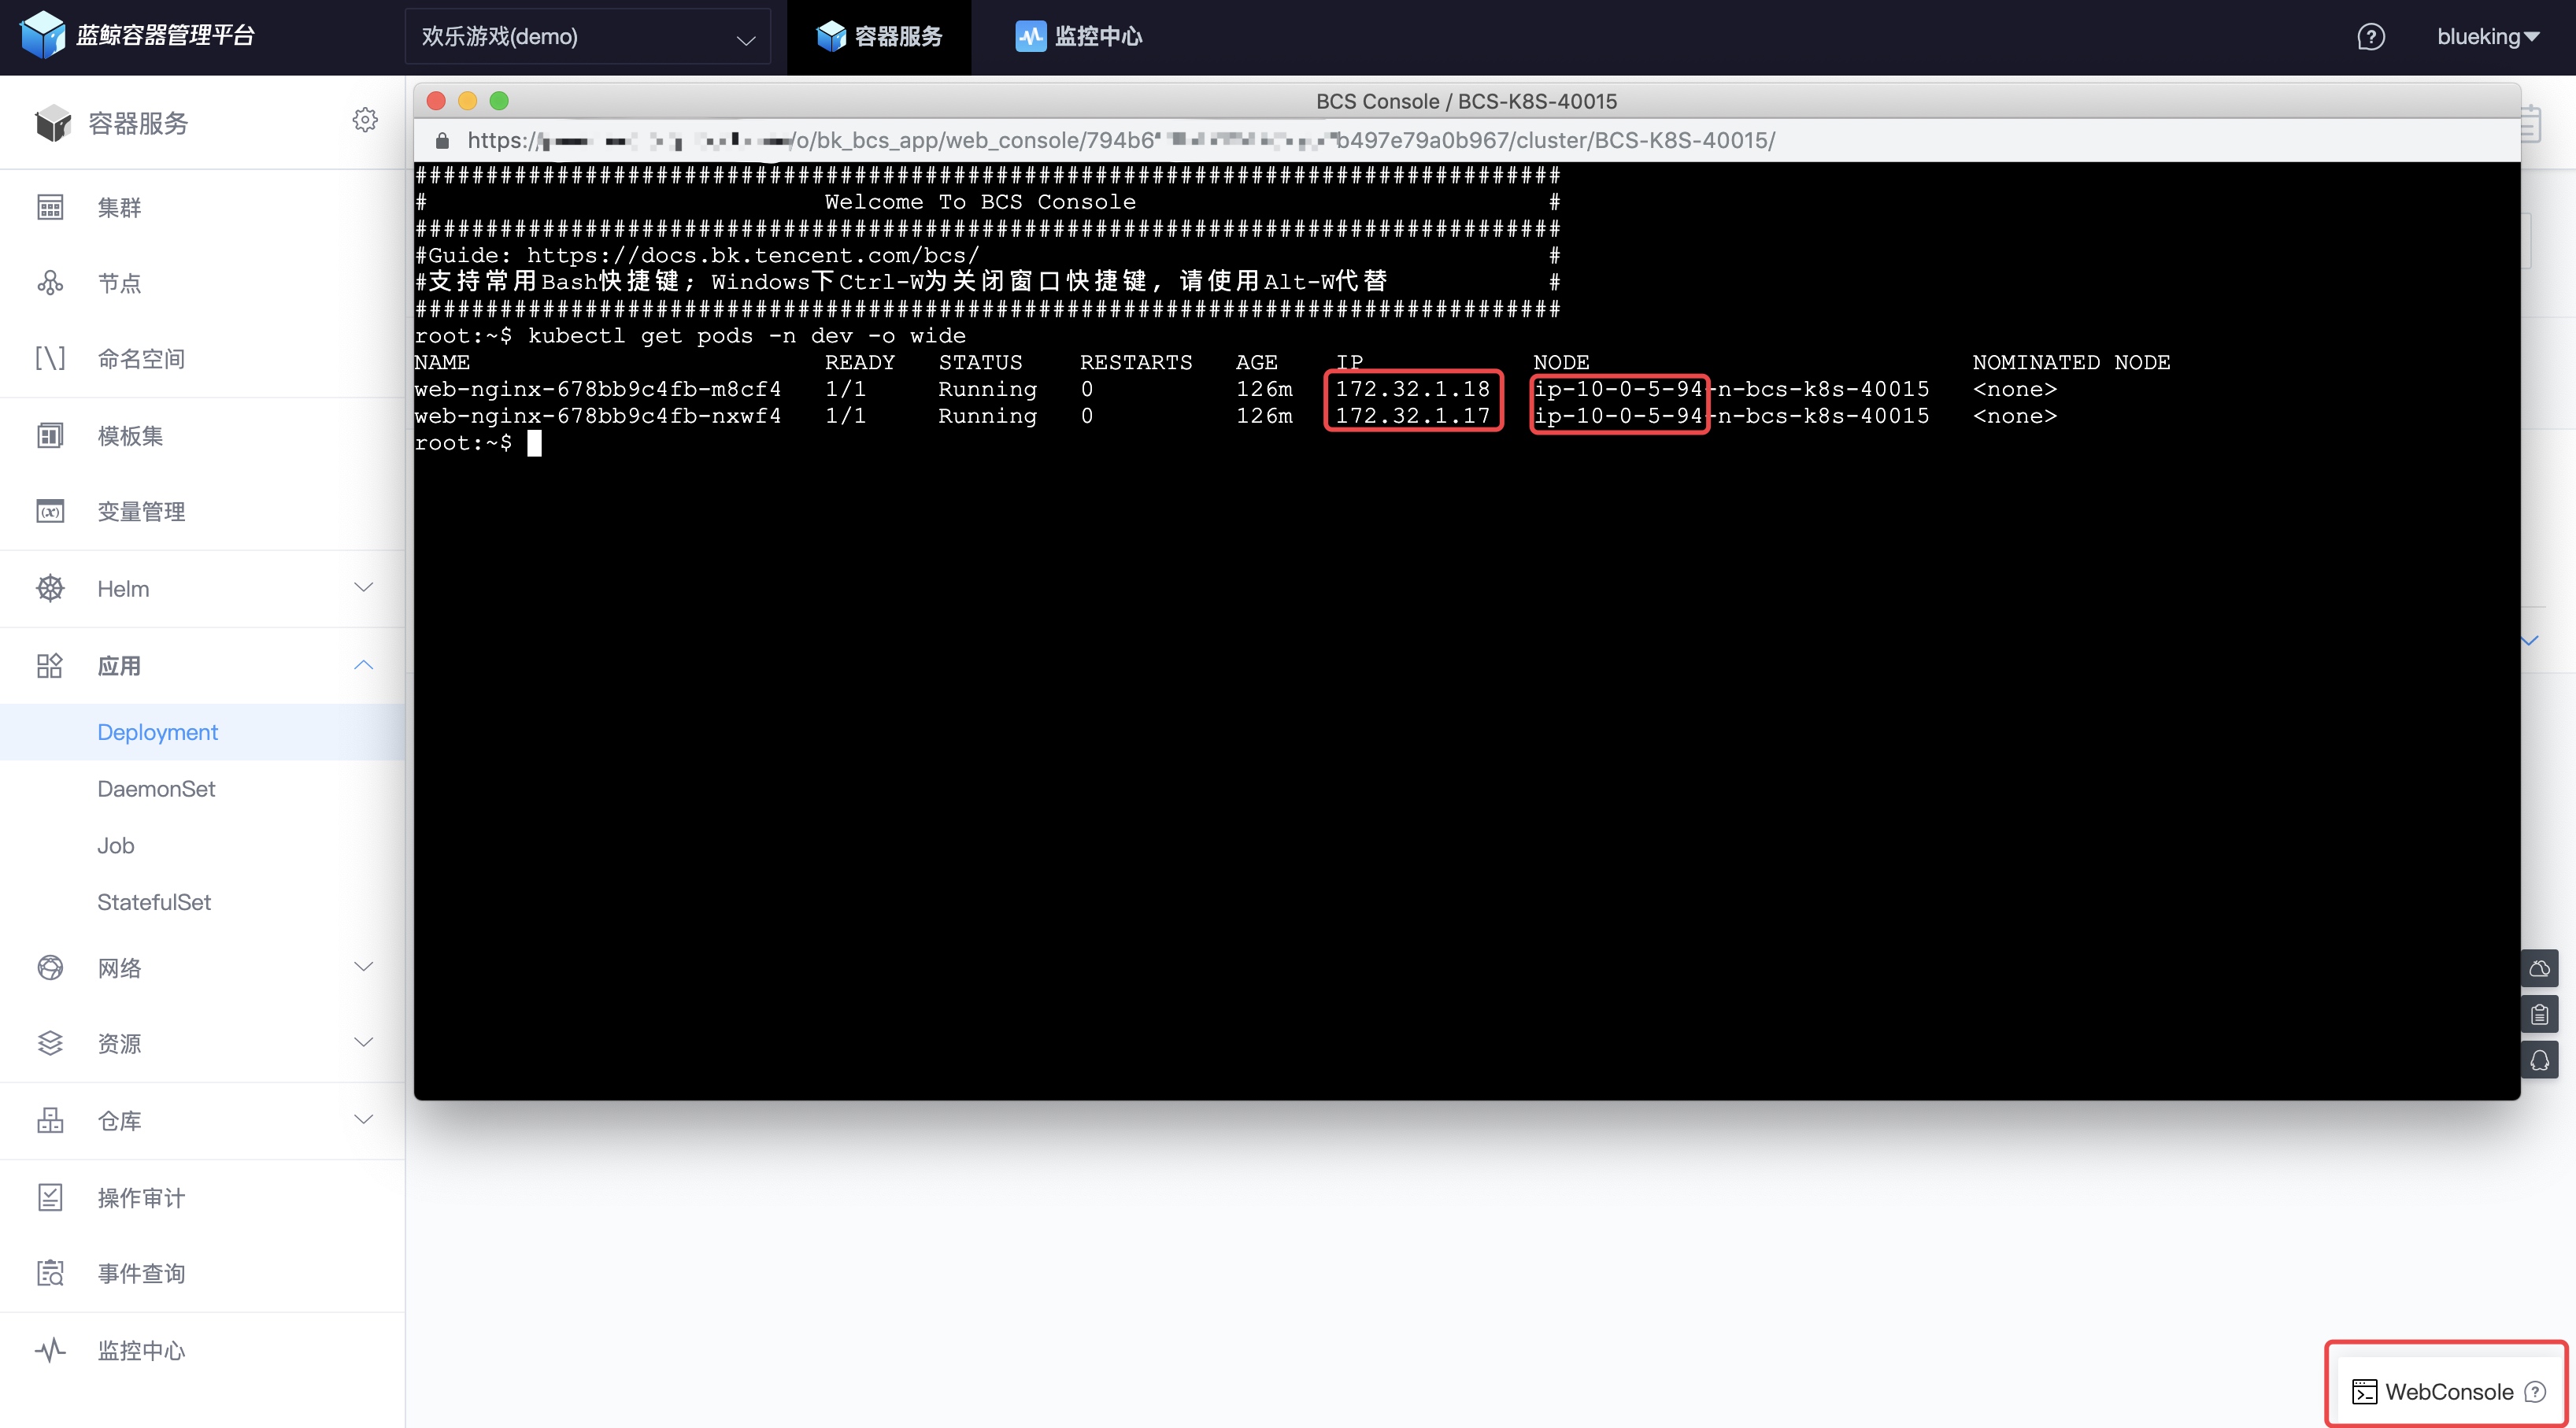 蓝鲸容器管理平台 欢乐游戏(demo) 容器服务 监控中心 blueking
容器服务
集群
节点
命名空间
模板集
变量管理
Helm
应用
Deployment
DaemonSet
Job
StatefulSet
网络
资源
仓库
操作审计
事件查询
监控中心
BCS Console / BCS-K8S-40015
https:// /o/bk_bcs_app/web_console/794b6 b497e79a0b967/cluster/BCS-K8S-40015/
#################################################################################
# Welcome To BCS Console #
#################################################################################
#Guide: https://docs.bk.tencent.com/bcs/ #
#支持常用Bash快捷键; Windows下Ctrl-W为关闭窗口快捷键, 请使用Alt-W代替 #
#################################################################################
root:~$ kubectl get pods -n dev -o wide
NAME READY STATUS RESTARTS AGE IP NODE NOMINATED NODE
web-nginx-678bb9c4fb-m8cf4 1/1 Running 0 126m 172.32.1.18 ip-10-0-5-94-n-bcs-k8s-40015 <none>
web-nginx-678bb9c4fb-nxwf4 1/1 Running 0 126m 172.32.1.17 ip-10-0-5-94-n-bcs-k8s-40015 <none>
root:~$
WebConsole